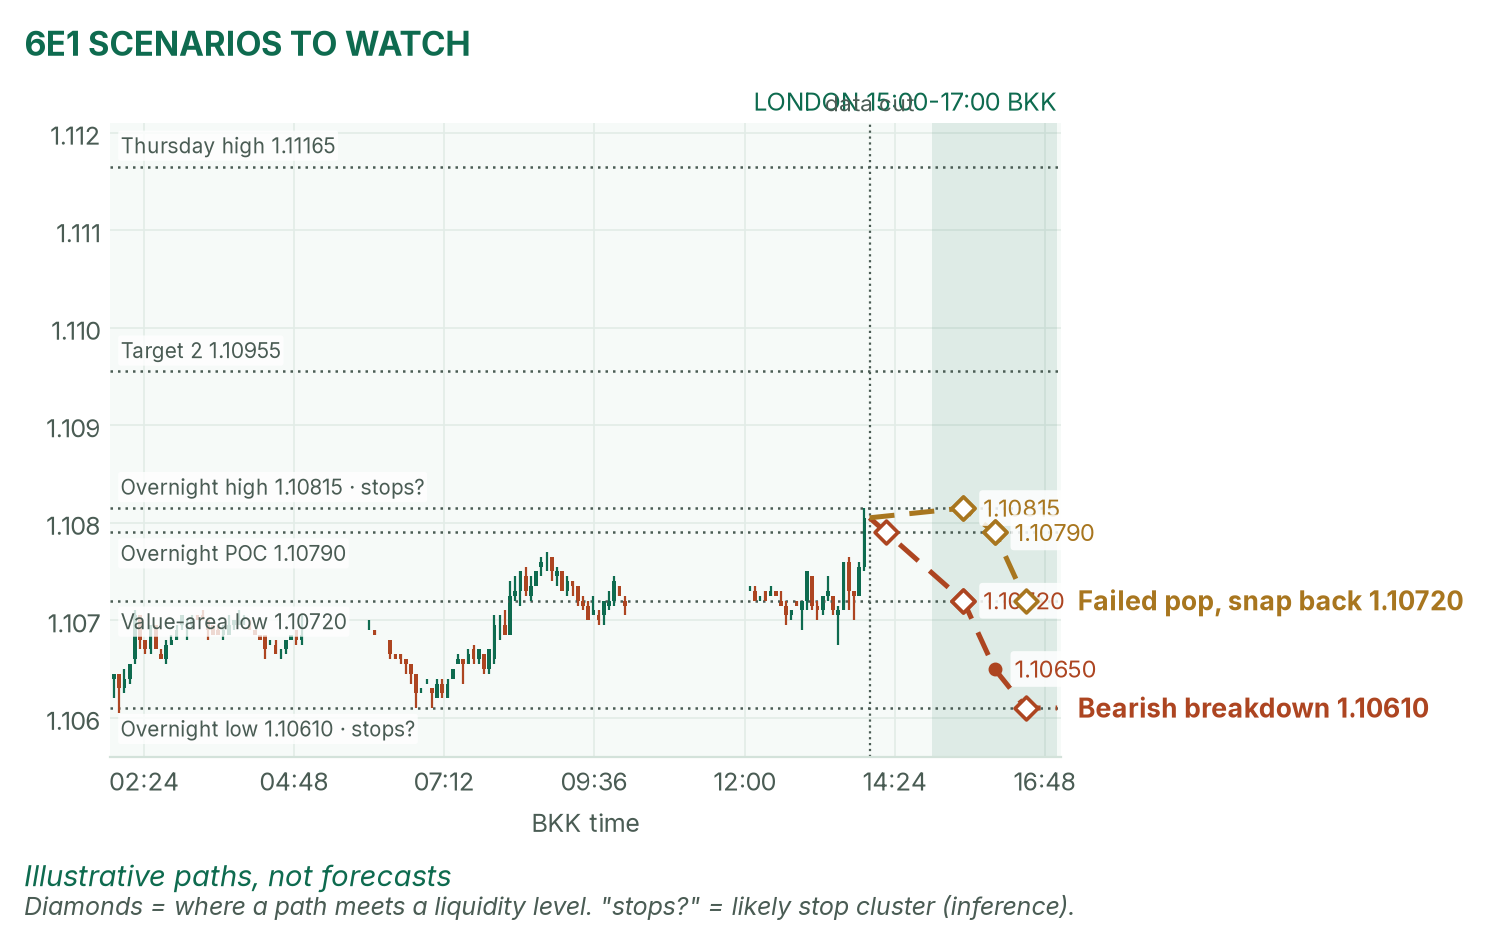 6E1 SCENARIOS TO WATCH
LONDON 15:00-17:00 BKK
data cut
1.112
Thursday high 1.11165
1.111
1.110
Target 2 1.10955
1.109
Overnight high 1.10815 · stops?
1.10815
1.108
1.10790
Overnight POC 1.10790
1.10720
Failed pop, snap back 1.10720
1.107
Value-area low 1.10720
1.10650
Bearish breakdown 1.10610
1.106
Overnight low 1.10610 · stops?
02:24
04:48
07:12
09:36
12:00
14:24
16:48
BKK time
Illustrative paths, not forecasts
Diamonds = where a path meets a liquidity level. "stops?" = likely stop cluster (inference).